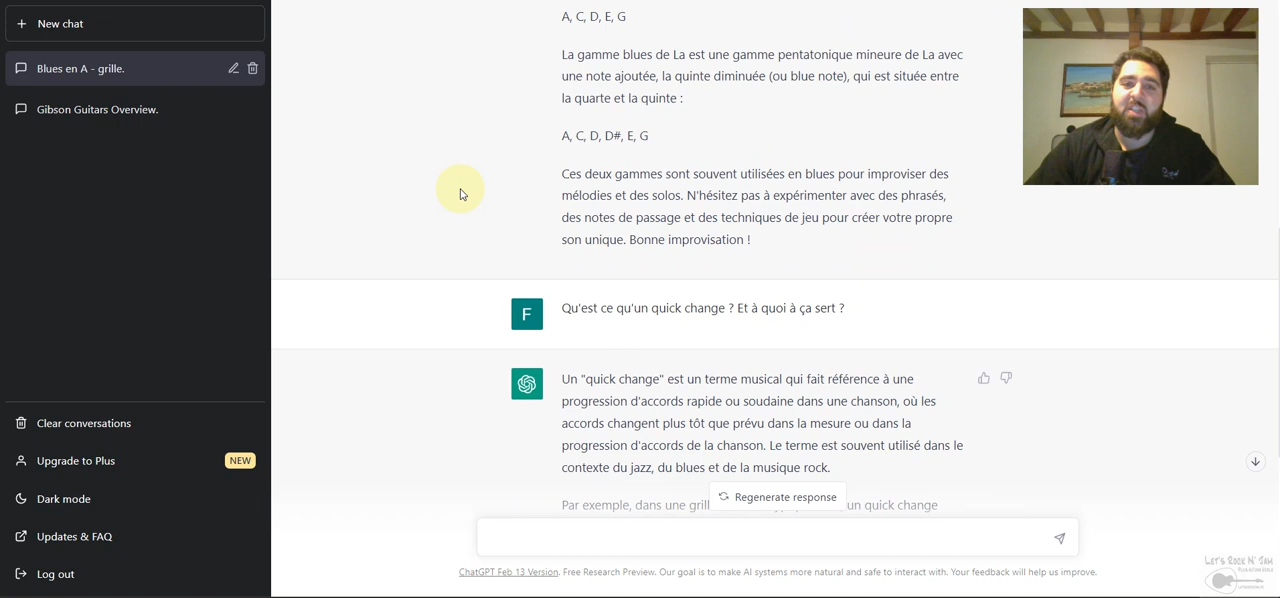 New chat
Blues en A - grille.
Gibson Guitars Overview.
Clear conversations
Upgrade to Plus
NEW
Dark mode
Updates & FAQ
Log out
A, C, D, E, G
La gamme blues de La est une gamme pentatonique mineure de La avec
une note ajoutée, la quinte diminuée (ou blue note), qui est située entre
la quarte et la quinte :
A, C, D, D#, E, G
Ces deux gammes sont souvent utilisées en blues pour improviser des
mélodies et des solos. N'hésitez pas à expérimenter avec des phrasés,
des notes de passage et des techniques de jeu pour créer votre propre
son unique. Bonne improvisation !
F
Qu'est ce qu'un quick change ? Et à quoi à ça sert ?
Un "quick change" est un terme musical qui fait référence à une
progression d'accords rapide ou soudaine dans une chanson, où les
accords changent plus tôt que prévu dans la mesure ou dans la
progression d'accords de la chanson. Le terme est souvent utilisé dans le
contexte du jazz, du blues et de la musique rock.
Regenerate response
Par exemple, dans une un quick change
ChatGPT Feb 13 Version. Free Research Preview. Our goal is to make AI systems more natural and safe to interact with. Your feedback will help us improve.
LET'S ROCK N' JAM